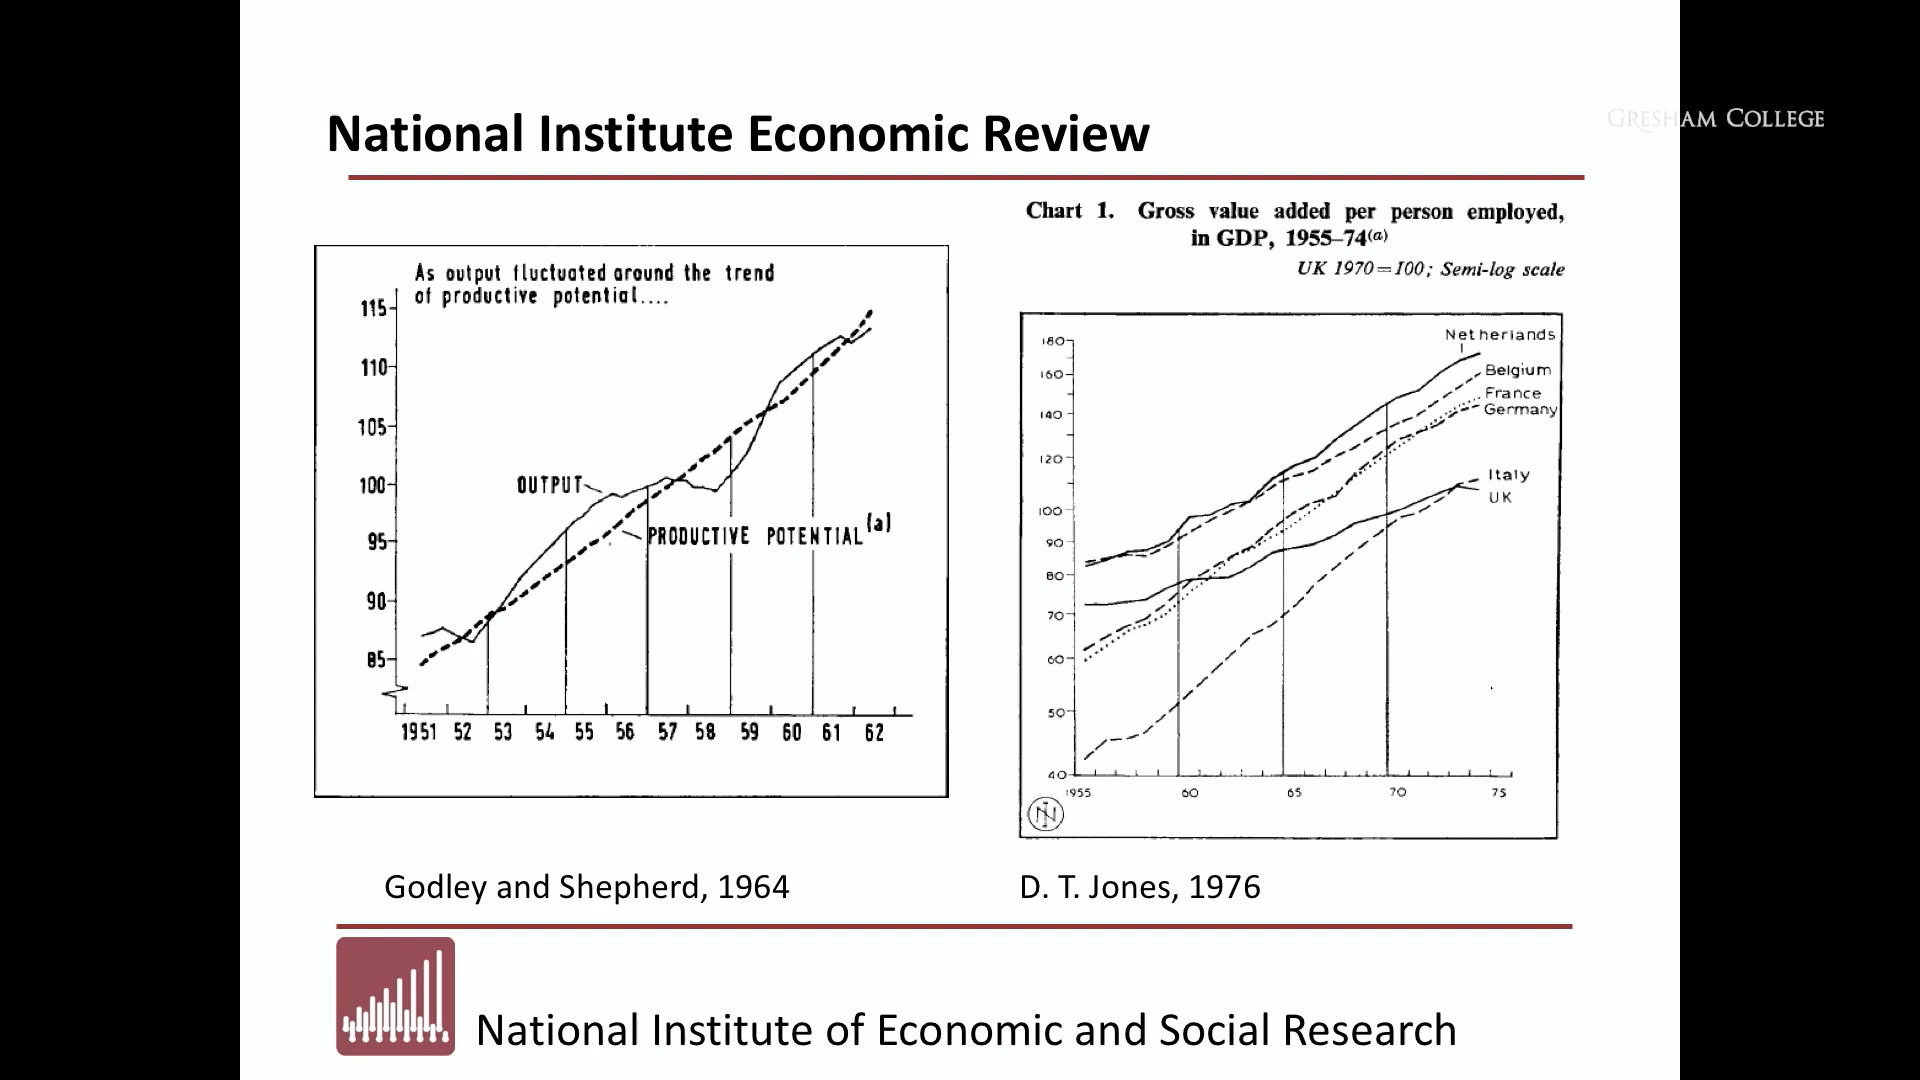 National Institute Economic Review
GRESHAM COLLEGE
As output fluctuated around the trend
of productive potential....
115
110
105
100
95
90
85
OUTPUT
PRODUCTIVE POTENTIAL (a)
1951 52 53 54 55 56 57 58 59 60 61 62
Chart 1. Gross value added per person employed,
in GDP, 1955–74(a)
UK 1970=100; Semi-log scale
180
160
140
120
100
90
80
70
60
50
40
Netherlands
Belgium
France
Germany
Italy
UK
1955 60 65 70 75
NI
Godley and Shepherd, 1964
D. T. Jones, 1976
National Institute of Economic and Social Research